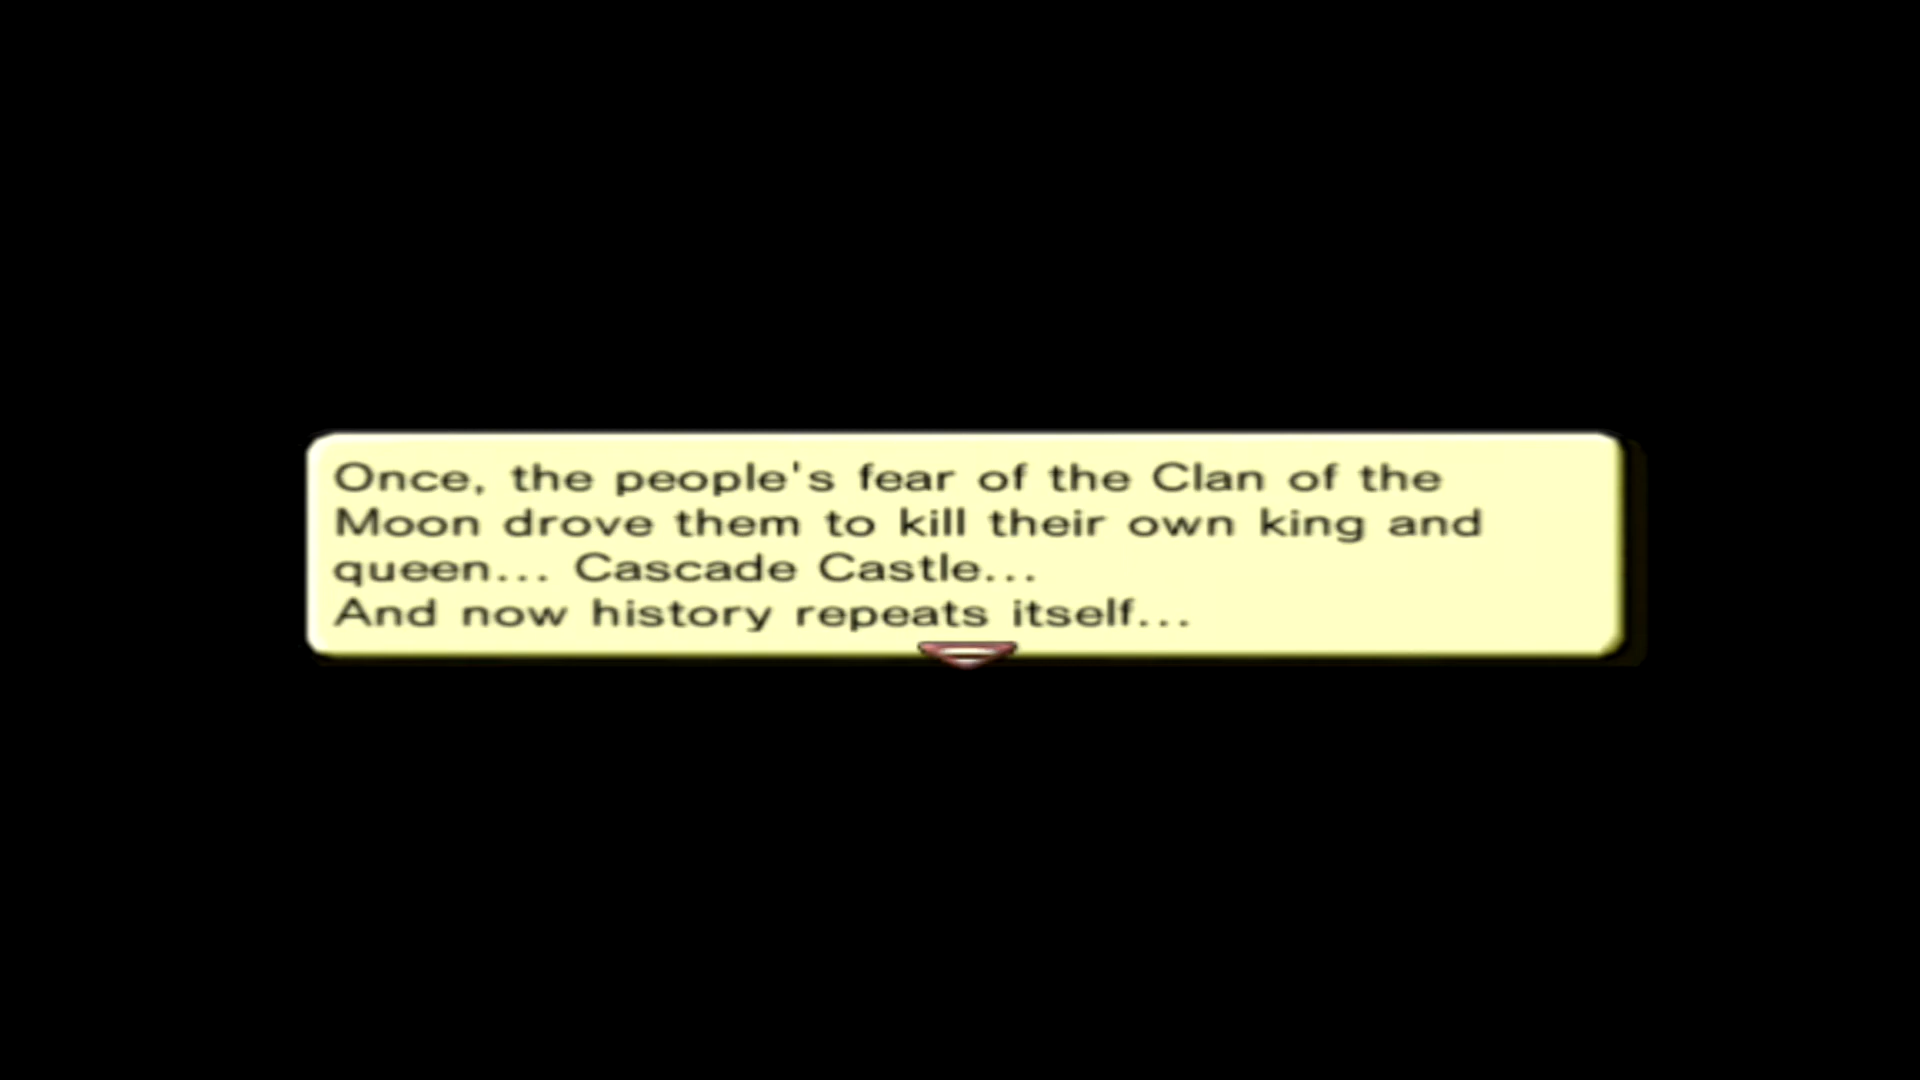 Once, the people's fear of the Clan of the
Moon drove them to kill their own king and
queen... Cascade Castle...
And now history repeats itself...